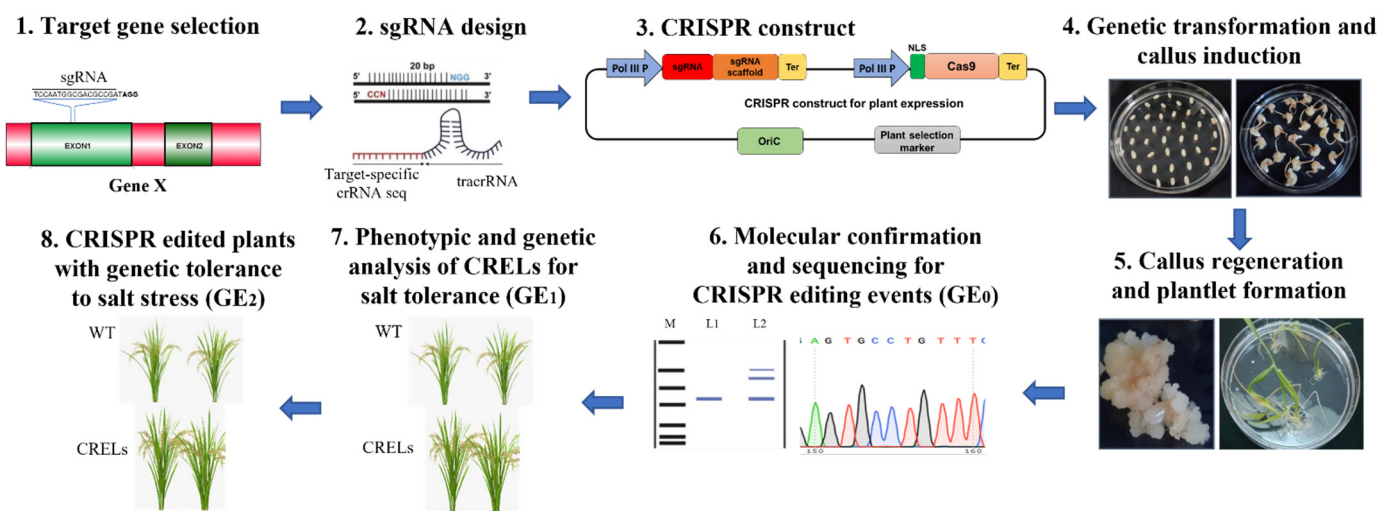 1. Target gene selection
sgRNA
TCCAATGGCGACGCCGATAGG
EXON1
EXON2
Gene X
2. sgRNA design
20 bp
5' NGG 3'
5' CCN 3'
Target-specific
crRNA seq
tracrRNA
3. CRISPR construct
Pol III P
sgRNA
sgRNA
scaffold
Ter
Pol III P
NLS
Cas9
Ter
CRISPR construct for plant expression
OriC
Plant selection
marker
4. Genetic transformation and
callus induction
5. Callus regeneration
and plantlet formation
6. Molecular confirmation
and sequencing for
CRISPR editing events (GE0)
M L1 L2
A G T G C C T G T T T C
150 160
7. Phenotypic and genetic
analysis of CRELs for
salt tolerance (GE1)
WT
CRELs
8. CRISPR edited plants
with genetic tolerance
to salt stress (GE2)
WT
CRELs